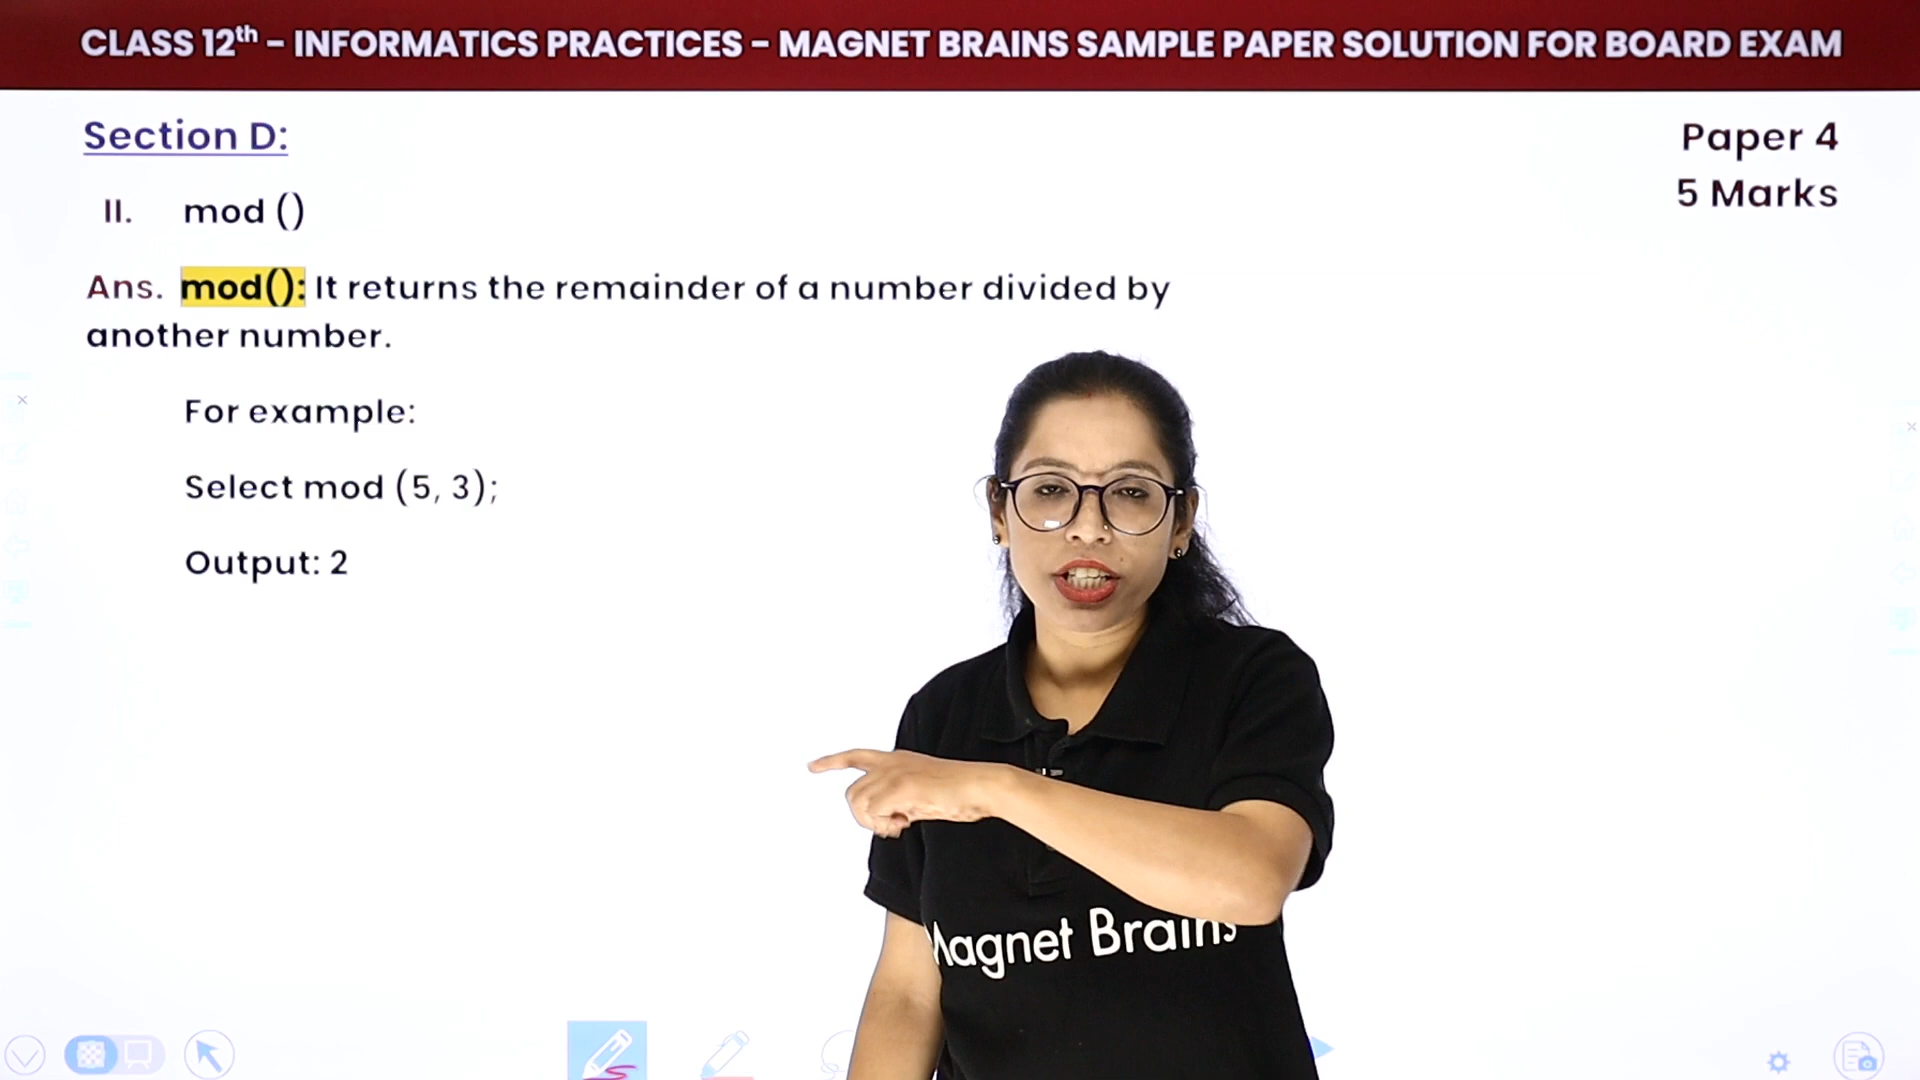 CLASS 12th – INFORMATICS PRACTICES – MAGNET BRAINS SAMPLE PAPER SOLUTION FOR BOARD EXAM
Section D:
Paper 4
5 Marks
II. mod ()
Ans. mod(): It returns the remainder of a number divided by
another number.
For example:
Select mod (5, 3);
Output: 2
Magnet Brains